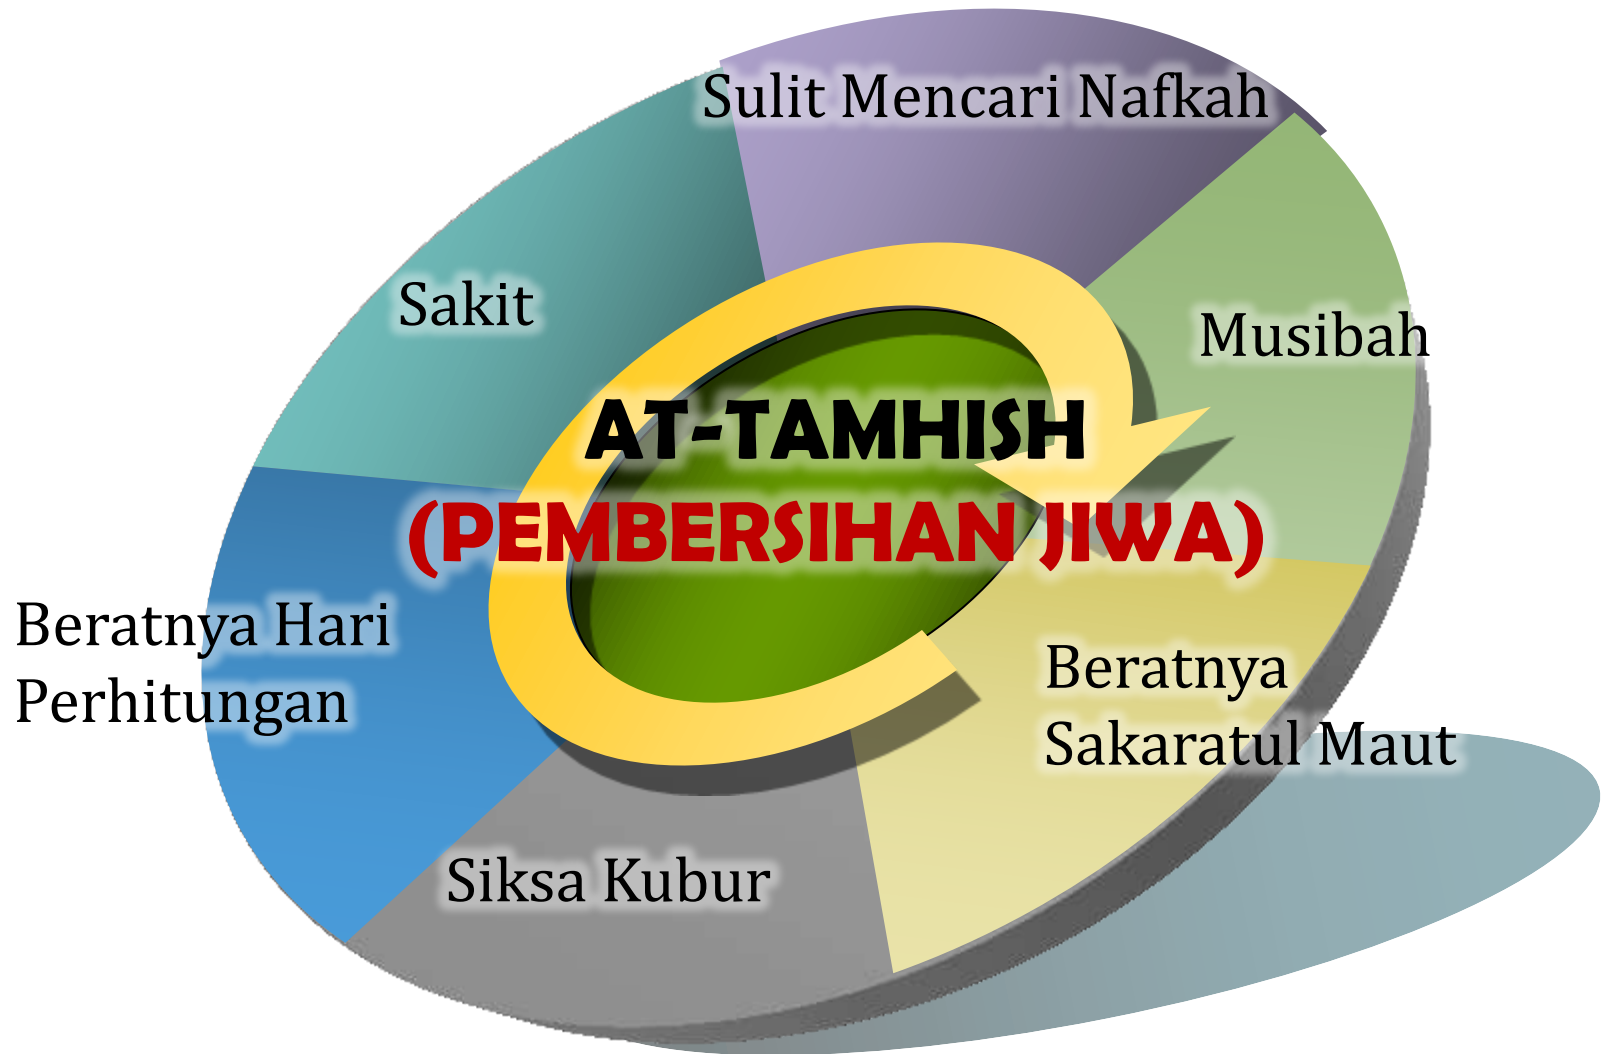 Sulit Mencari Nafkah
Sakit
Musibah
AT-TAMHISH
(PEMBERSIHAN JIWA)
Beratnya Hari
Perhitungan
Beratnya
Sakaratul Maut
Siksa Kubur